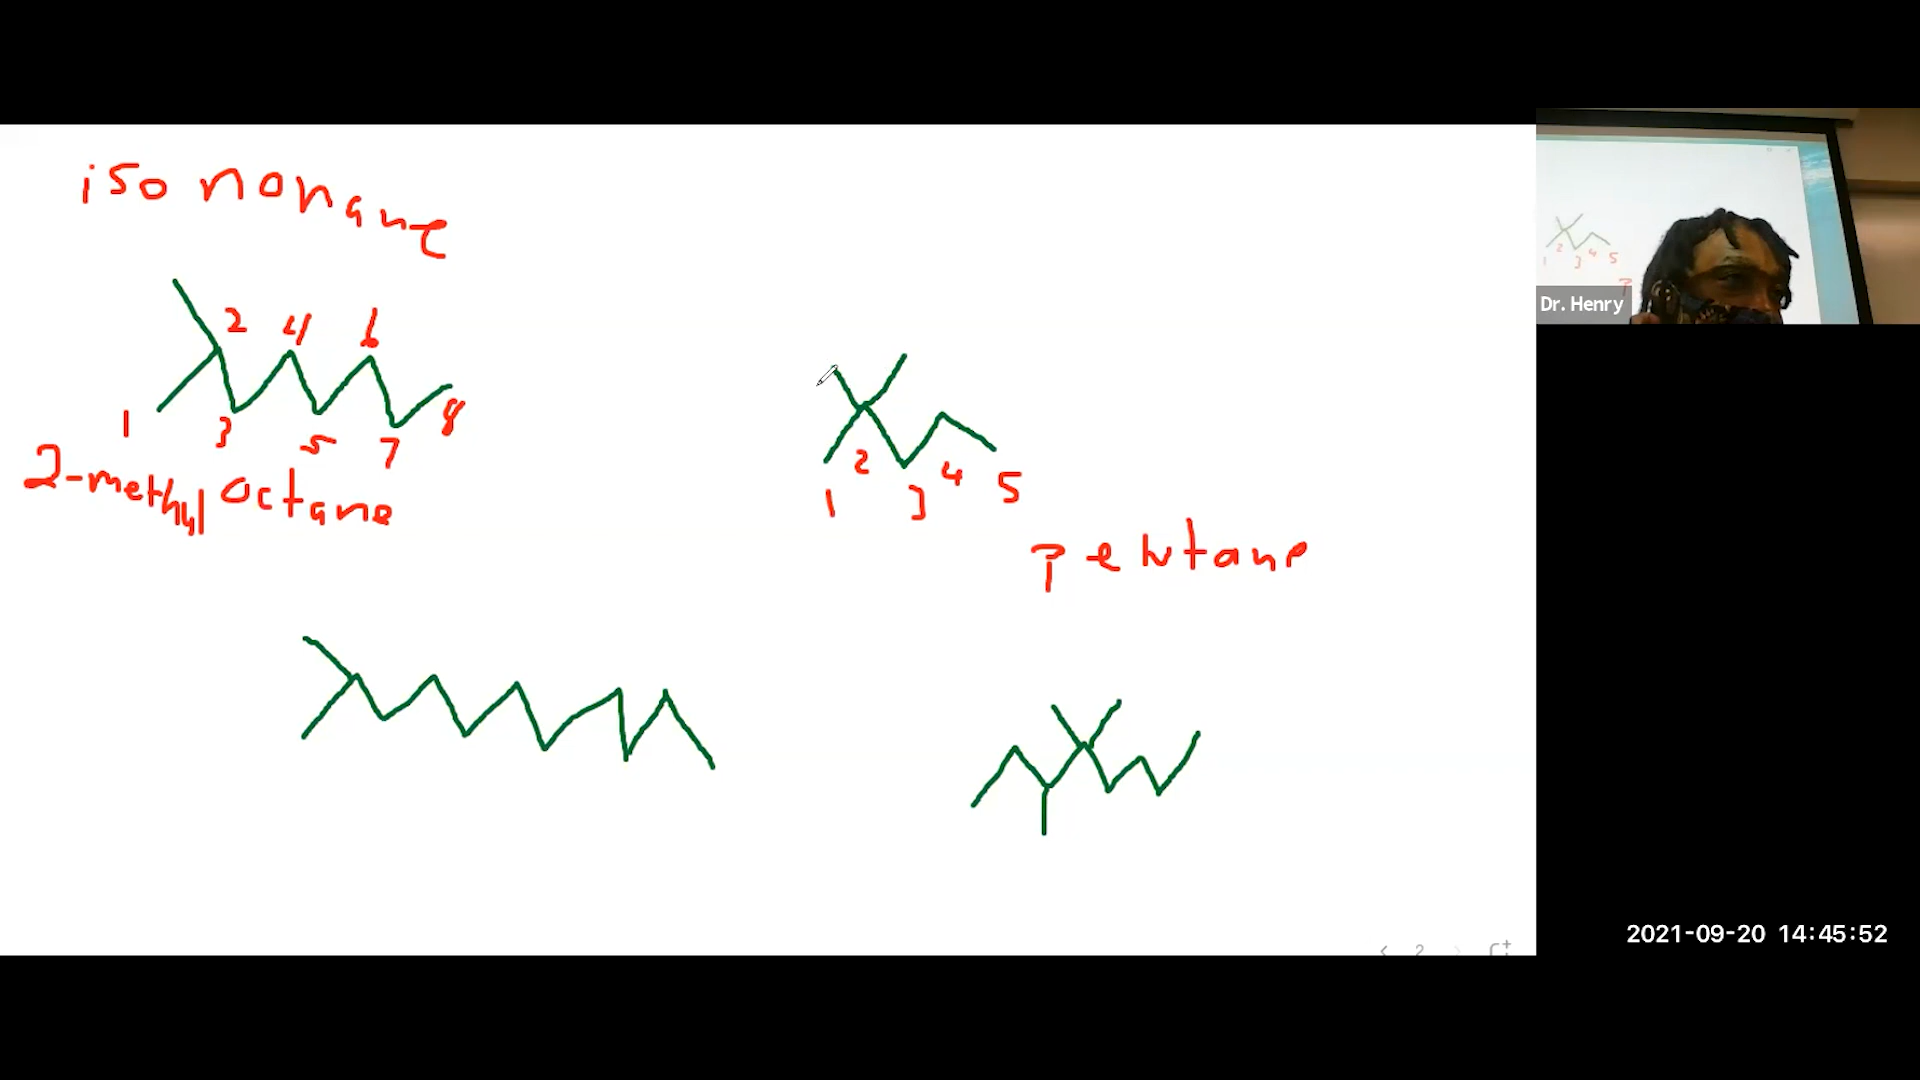 iso nonane
2 4 6
1 3 5 7 8
2-methyl octane
2 4 5
1 3
Pentane
Dr. Henry
2021-09-20 14:45:52
< 2 >